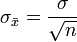 σ_x̄ = σ / √n